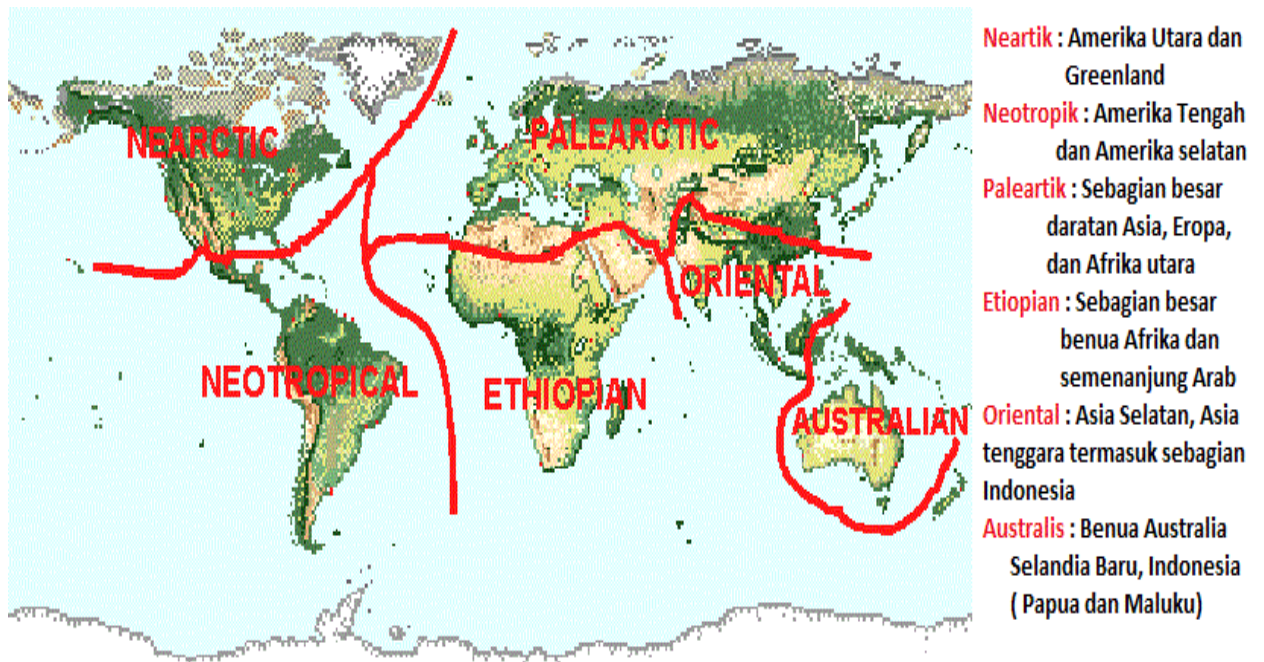 NEARCTIC
PALEARCTIC
ORIENTAL
NEOTROPICAL
ETHIOPIAN
AUSTRALIAN
Neartik : Amerika Utara dan
Greenland
Neotropik : Amerika Tengah
dan Amerika selatan
Paleartik : Sebagian besar
daratan Asia, Eropa,
dan Afrika utara
Etiopian : Sebagian besar
benua Afrika dan
semenanjung Arab
Oriental : Asia Selatan, Asia
tenggara termasuk sebagian
Indonesia
Australis : Benua Australia
Selandia Baru, Indonesia
( Papua dan Maluku)